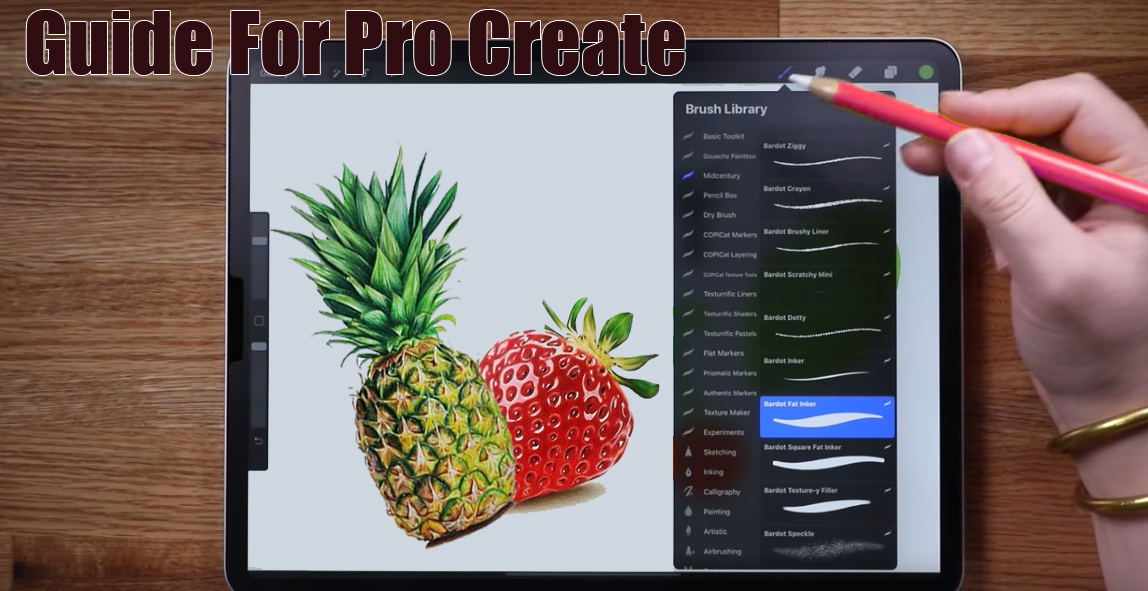 Guide For Pro Create
Brush Library
Basic Toolkit
Gouache Paintbox
Midcentury
Pencil Box
Dry Brush
COPICat Markers
COPICat Layering
COPICat Texture Tools
Texturrific Liners
Texturrific Shaders
Texturrific Pastels
Flat Markers
Prismatic Markers
Authentic Markers
Texture Maker
Experiments
Sketching
Inking
Calligraphy
Painting
Artistic
Airbrushing
Bardot Ziggy
Bardot Crayon
Bardot Brushy Liner
Bardot Scratchy Mini
Bardot Dotty
Bardot Inker
Bardot Fat Inker
Bardot Square Fat Inker
Bardot Texture-y Filler
Bardot Speckle